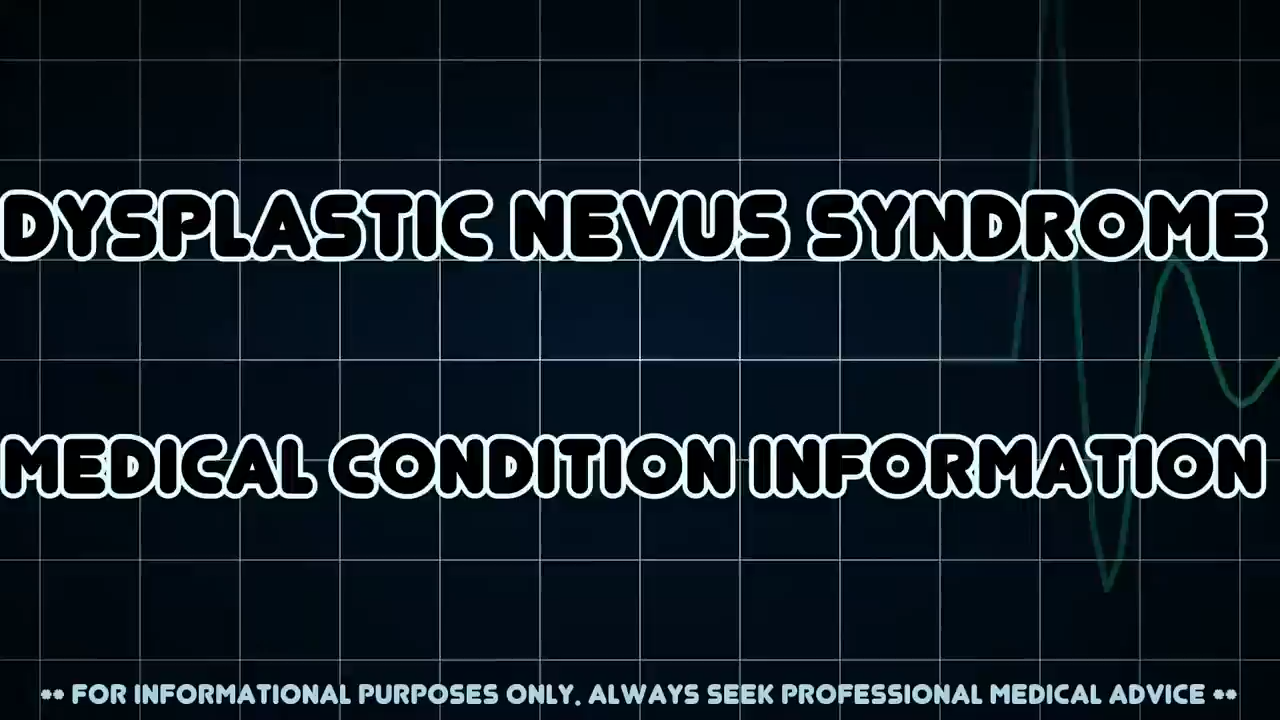 DYSPLASTIC NEVUS SYNDROME
MEDICAL CONDITION INFORMATION
** FOR INFORMATIONAL PURPOSES ONLY. ALWAYS SEEK PROFESSIONAL MEDICAL ADVICE **